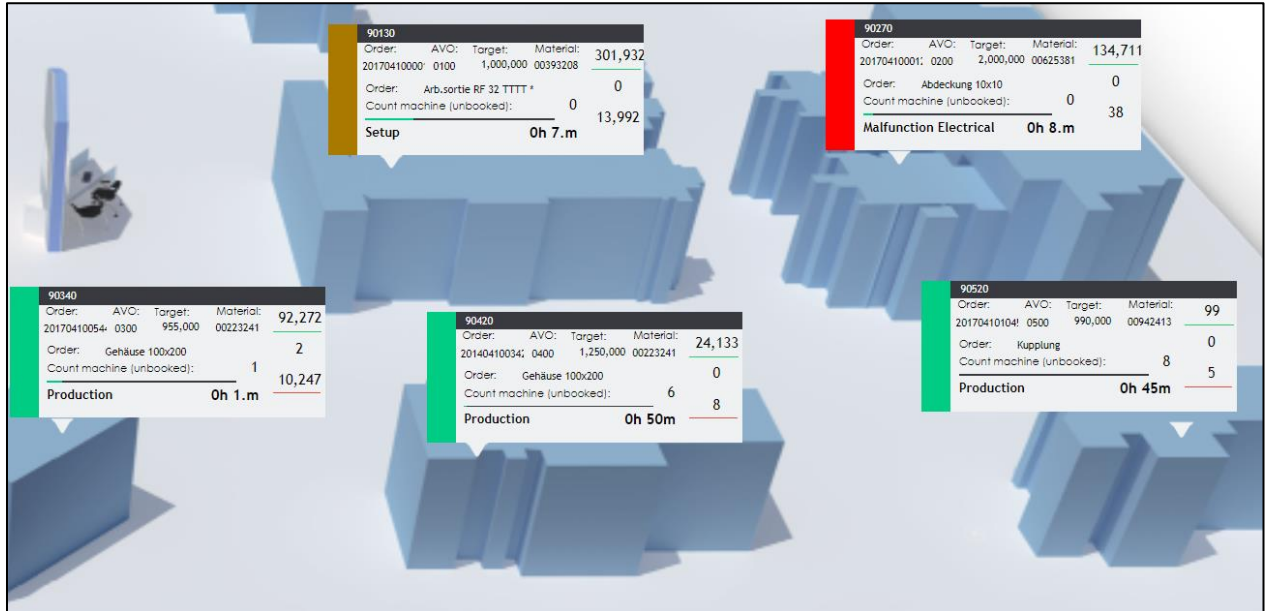 90130
Order: AVO: Target: Material:
20170410000 0100 1,000,000 00393208 301,932
0
Order: Arb.sortie RF 32 TTTT
Count machine (unbooked): 0
13,992
Setup 0h 7.m
90270
Order: AVO: Target: Material:
2017041000 0200 2,000,000 00625381 134,711
0
Order: Abdeckung 10x10
Count machine (unbooked): 0
38
Malfunction Electrical 0h 8.m
90340
Order: AVO: Target: Material:
20170410054 0300 955,000 00223241 92,272
2
Order: Gehäuse 100x200
Count machine (unbooked): 1
10,247
Production 0h 1.m
90420
Order: AVO: Target: Material:
20140410034 0400 1,250,000 00223241 24,133
0
Order: Gehäuse 100x200
Count machine (unbooked): 6
8
Production 0h 50m
90520
Order: AVO: Target: Material:
20170410104 0500 990,000 00942413 99
0
Order: Kupplung
Count machine (unbooked): 8
5
Production 0h 45m